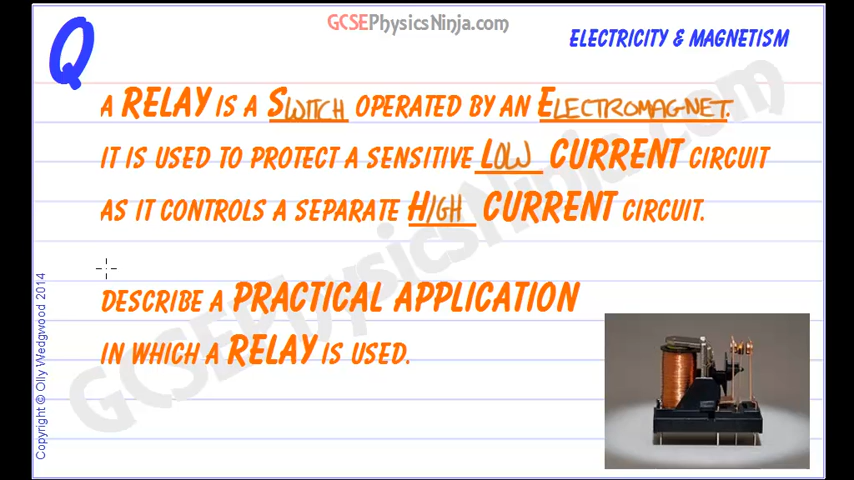 GCSEPhysicsNinja.com
Q
ELECTRICITY & MAGNETISM
A RELAY IS A SWITCH OPERATED BY AN ELECTROMAGNET.
IT IS USED TO PROTECT A SENSITIVE LOW CURRENT CIRCUIT
AS IT CONTROLS A SEPARATE HIGH CURRENT CIRCUIT.
DESCRIBE A PRACTICAL APPLICATION
IN WHICH A RELAY IS USED.
Copyright © Olly Wedgwood 2014
GCSEPhysicsNinja.com